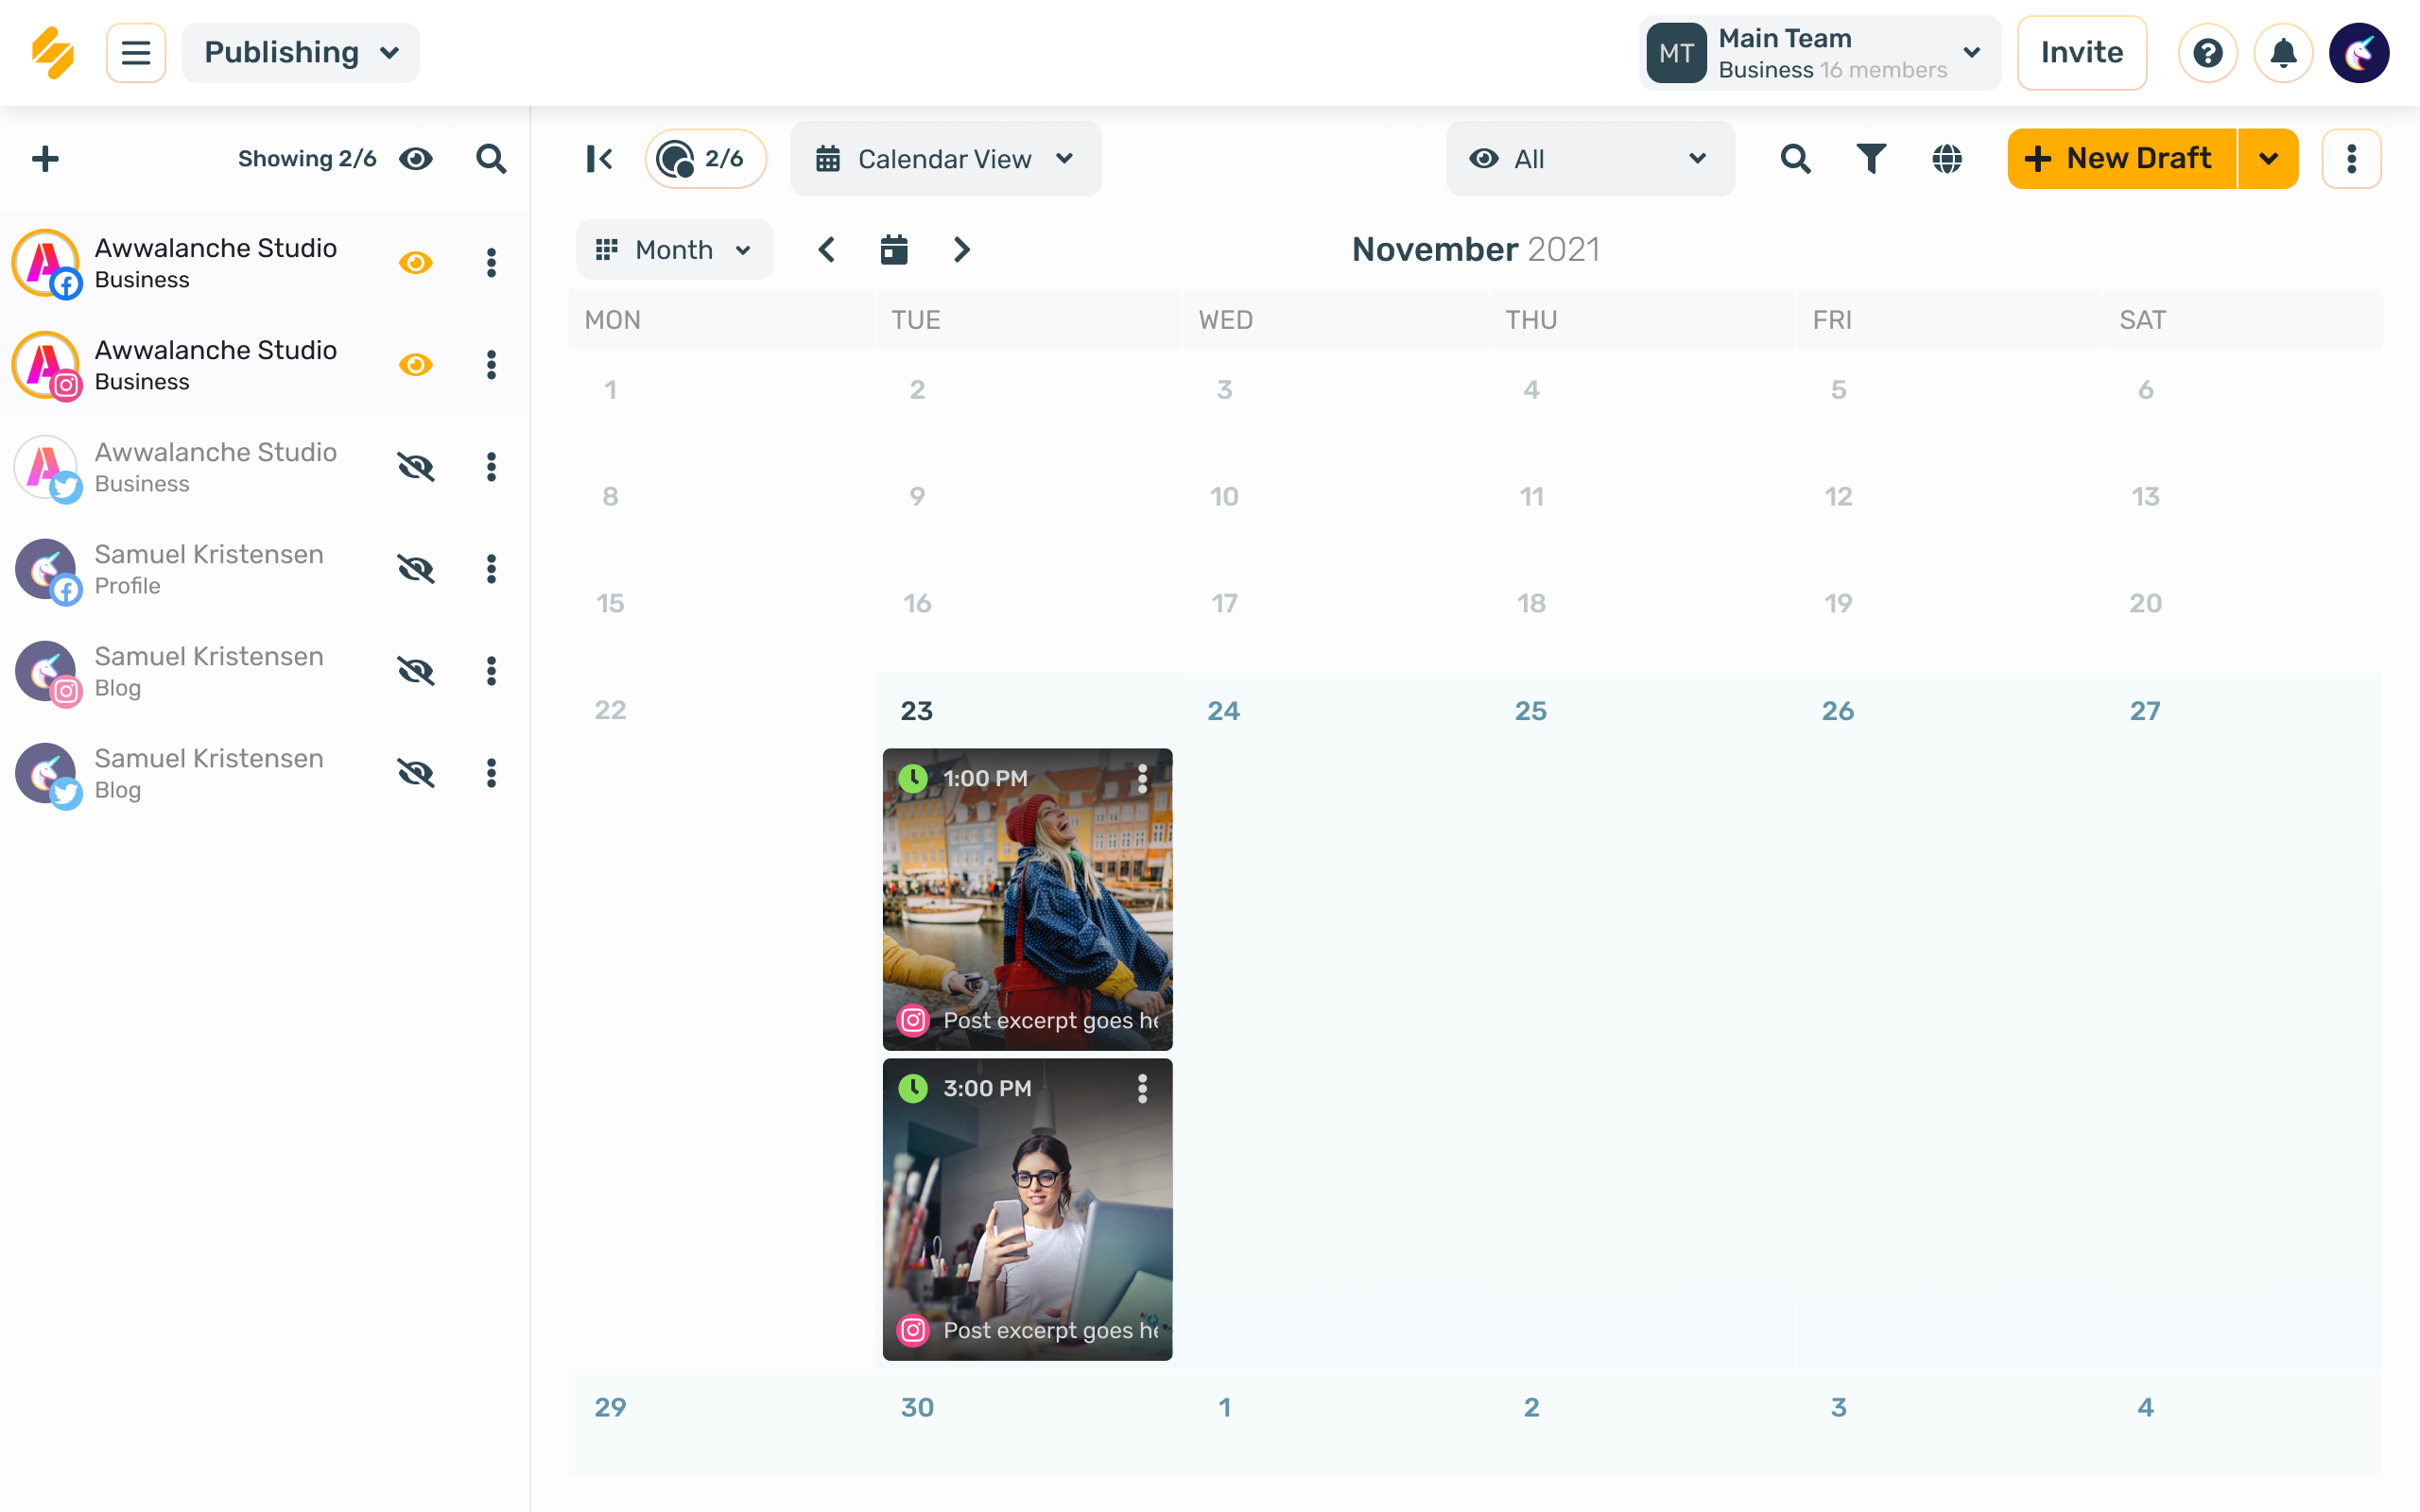 Publishing
MT
Main Team
Business 16 members
Invite
Showing 2/6
2/6
Calendar View
All
New Draft
Awwalanche Studio
Business
Awwalanche Studio
Business
Awwalanche Studio
Business
Samuel Kristensen
Profile
Samuel Kristensen
Blog
Samuel Kristensen
Blog
Month
November 2021
MON TUE WED THU FRI SAT
1 2 3 4 5 6
8 9 10 11 12 13
15 16 17 18 19 20
22 23 24 25 26 27
1:00 PM
Post excerpt goes he
3:00 PM
Post excerpt goes he
29 30 1 2 3 4